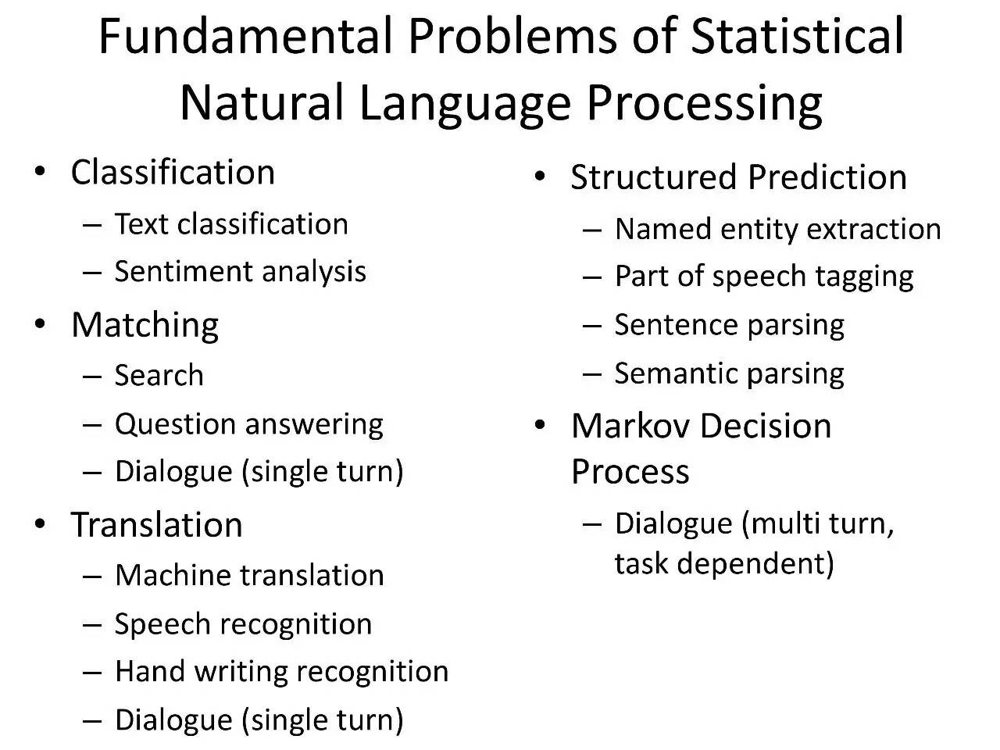 Fundamental Problems of Statistical
Natural Language Processing
• Classification
– Text classification
– Sentiment analysis
• Matching
– Search
– Question answering
– Dialogue (single turn)
• Translation
– Machine translation
– Speech recognition
– Hand writing recognition
– Dialogue (single turn)
• Structured Prediction
– Named entity extraction
– Part of speech tagging
– Sentence parsing
– Semantic parsing
• Markov Decision
Process
– Dialogue (multi turn,
task dependent)